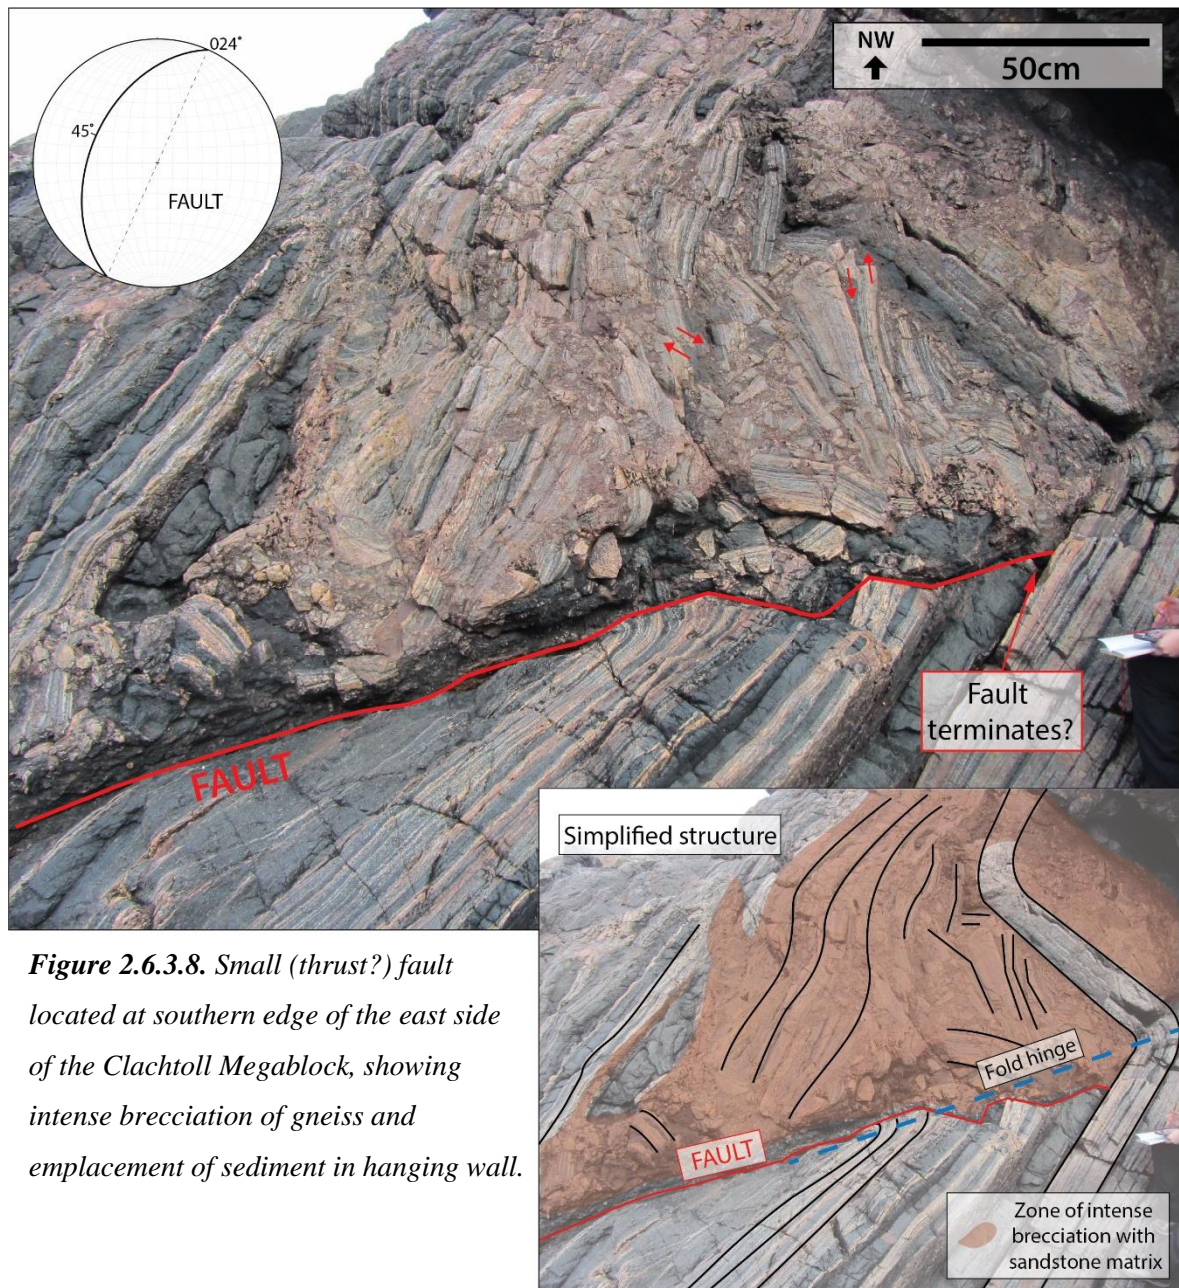 024°
45°
FAULT
NW
50cm
FAULT
Fault
terminates?
Simplified structure
Fold hinge
FAULT
Zone of intense
brecciation with
sandstone matrix
Figure 2.6.3.8. Small (thrust?) fault
located at southern edge of the east side
of the Clachtoll Megablock, showing
intense brecciation of gneiss and
emplacement of sediment in hanging wall.